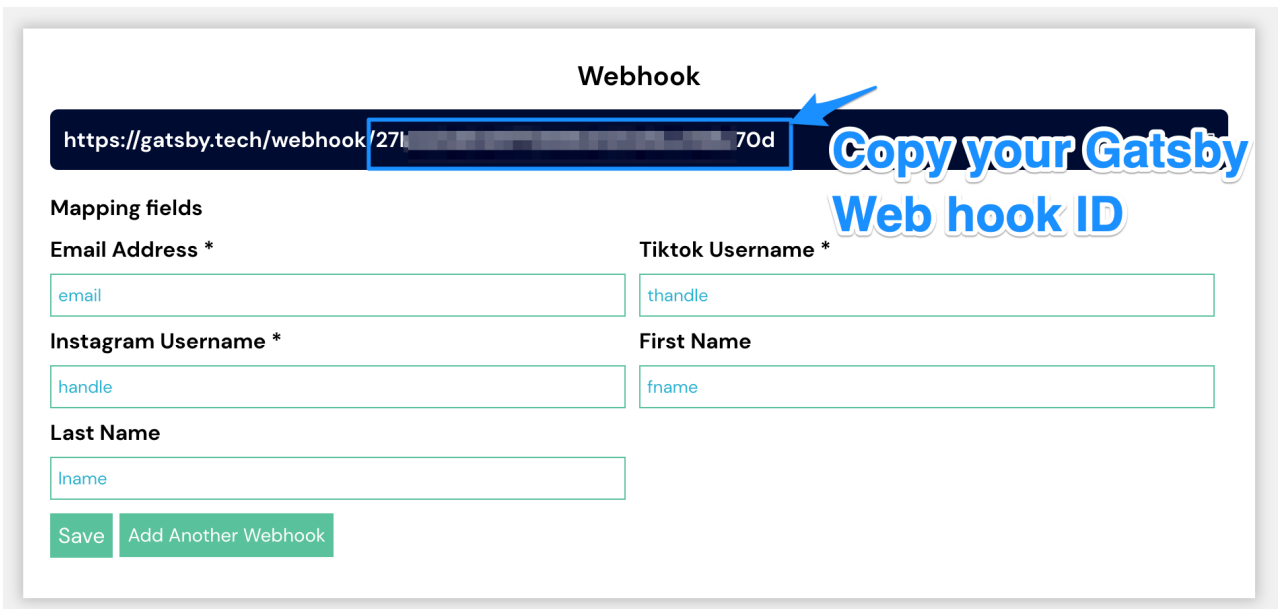 Webhook
https://gatsby.tech/webhook/27 70d
Copy your Gatsby
Web hook ID
Mapping fields
Email Address *
Tiktok Username *
email
thandle
Instagram Username *
First Name
handle
fname
Last Name
lname
Save
Add Another Webhook